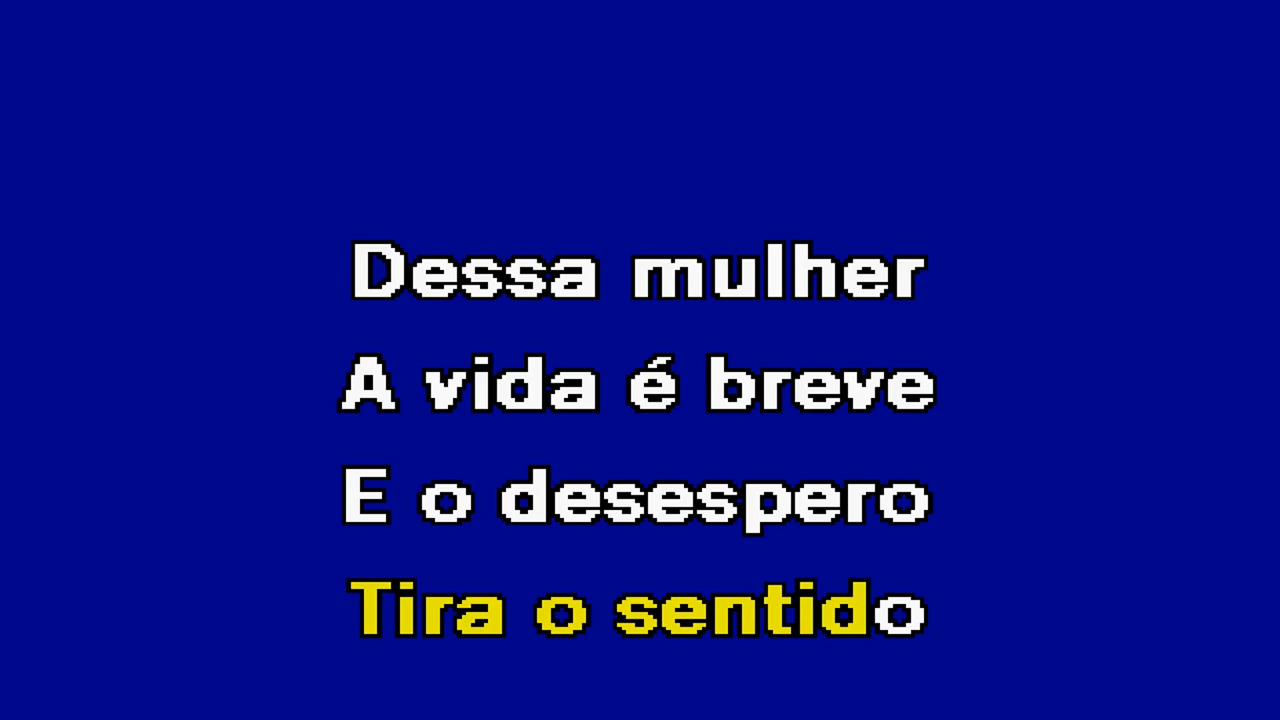 Dessa mulher
A vida é breve
E o desespero
Tira o sentido